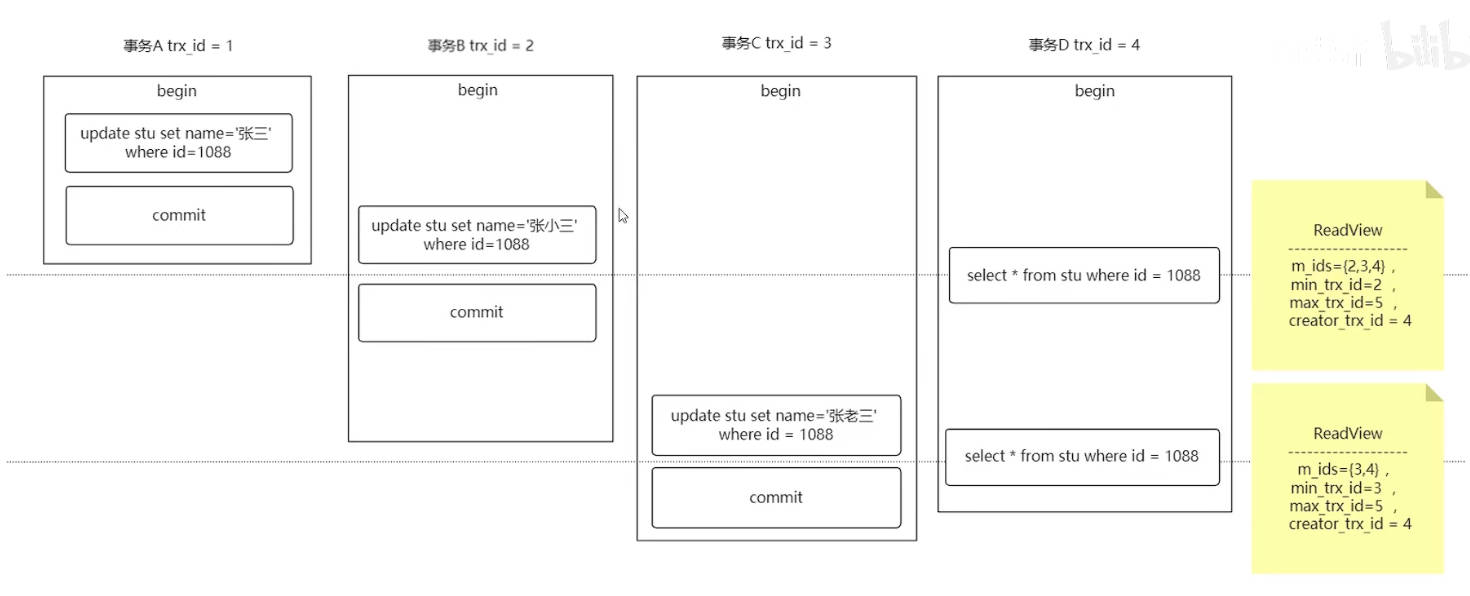 事务A trx_id = 1
begin
update stu set name='张三'
where id=1088
commit
事务B trx_id = 2
begin
update stu set name='张小三'
where id=1088
commit
事务C trx_id = 3
begin
update stu set name='张老三'
where id = 1088
commit
事务D trx_id = 4
begin
select * from stu where id = 1088
select * from stu where id = 1088
ReadView
m_ids={2,3,4} ,
min_trx_id=2 ,
max_trx_id=5 ,
creator_trx_id = 4
ReadView
m_ids={3,4} ,
min_trx_id=3 ,
max_trx_id=5 ,
creator_trx_id = 4
bilib